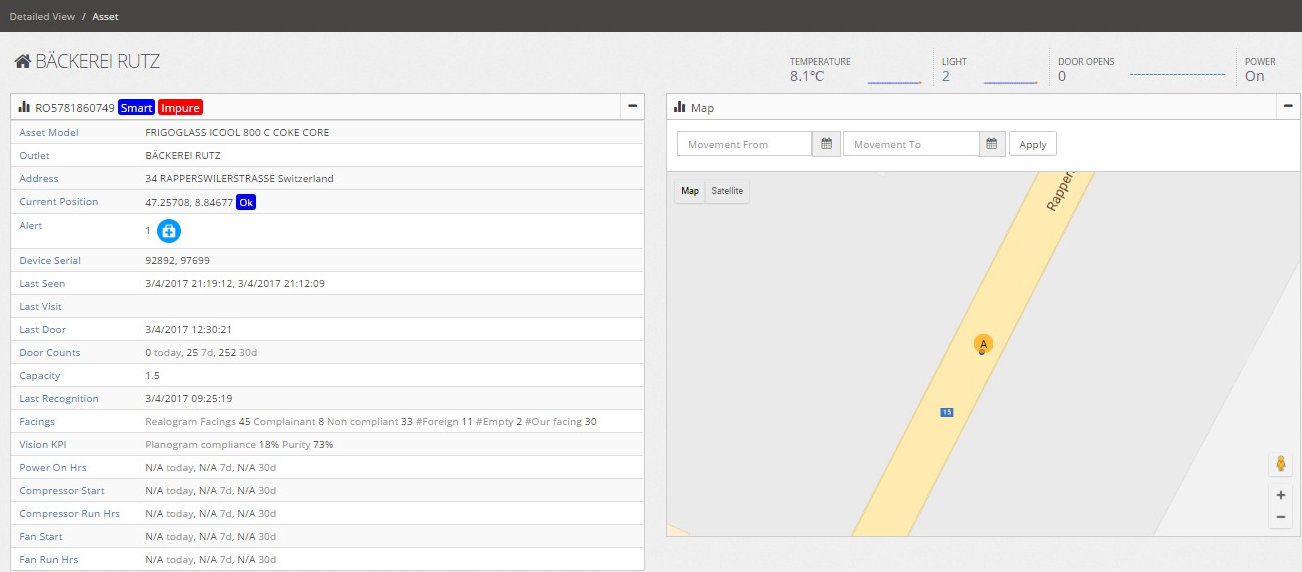 Detailed View / Asset
BÄCKEREI RUTZ
TEMPERATURE
8.1°C
LIGHT
2
DOOR OPENS
0
POWER
On
RO5781860749 Smart Impure
Asset Model FRIGOGLASS ICOOL 800 C COKE CORE
Outlet BÄCKEREI RUTZ
Address 34 RAPPERSWILERSTRASSE Switzerland
Current Position 47.25708, 8.84677 Ok
Alert 1
Device Serial 92892, 97699
Last Seen 3/4/2017 21:19:12, 3/4/2017 21:12:09
Last Visit
Last Door 3/4/2017 12:30:21
Door Counts 0 today, 25 7d, 252 30d
Capacity 1.5
Last Recognition 3/4/2017 09:25:19
Facings Realogram Facings 45 Complainant 8 Non compliant 33 #Foreign 11 #Empty 2 #Our facing 30
Vision KPI Planogram compliance 18% Purity 73%
Power On Hrs N/A today, N/A 7d, N/A 30d
Compressor Start N/A today, N/A 7d, N/A 30d
Compressor Run Hrs N/A today, N/A 7d, N/A 30d
Fan Start N/A today, N/A 7d, N/A 30d
Fan Run Hrs N/A today, N/A 7d, N/A 30d
Map
Movement From Movement To Apply
Map Satellite
Rapper
A
15
+
−